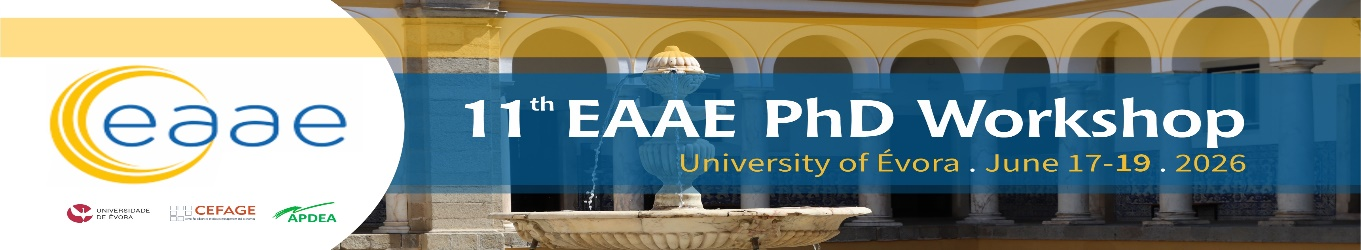 eaae
UNIVERSIDADE
DE ÉVORA
CEFAGE
APDEA
11th EAAE PhD Workshop
University of Évora . June 17-19 . 2026